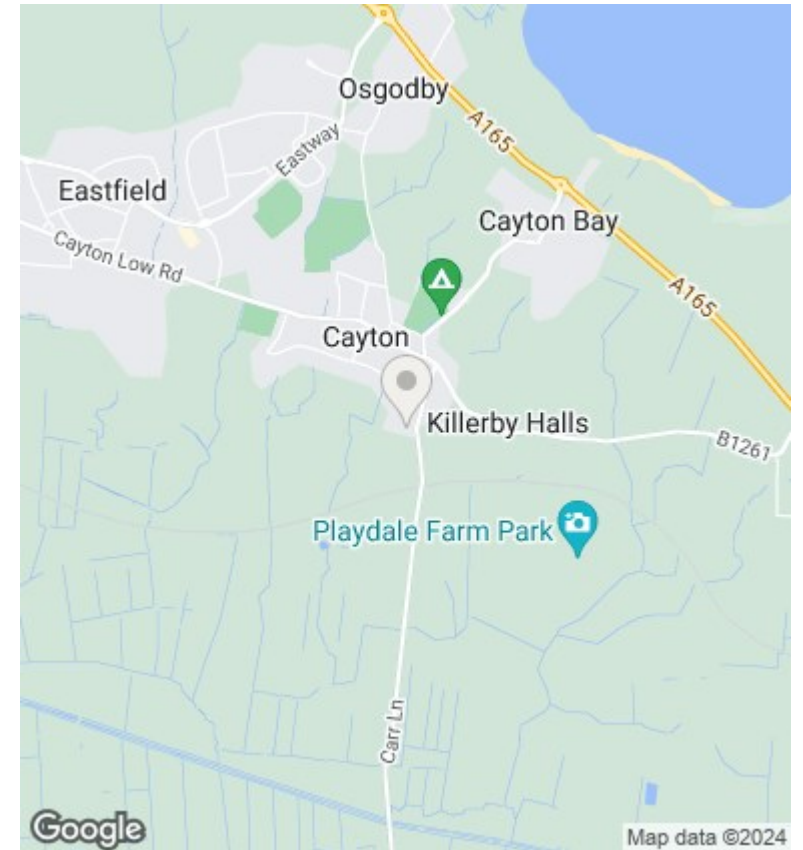 Osgodby
A165
Eastway
Eastfield
Cayton Bay
Cayton Low Rd
A165
Cayton
Killerby Halls
B1261
Playdale Farm Park
Carr Ln
Google
Map data ©2024